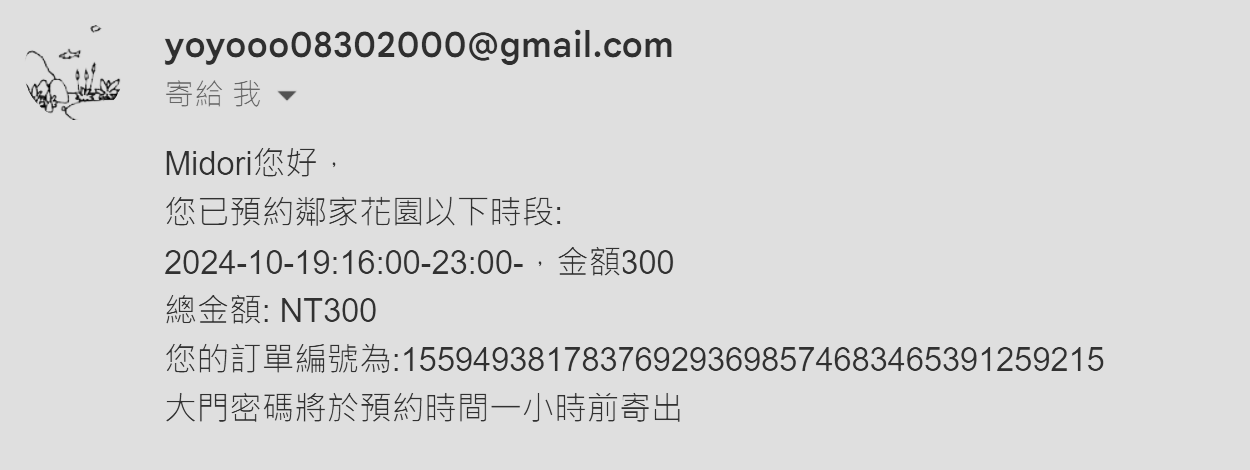 yoyooo08302000@gmail.com
寄給 我
Midori您好，
您已預約鄰家花園以下時段:
2024-10-19:16:00-23:00-，金額300
總金額: NT300
您的訂單編號為:155949381783769293698574683465391259215
大門密碼將於預約時間一小時前寄出